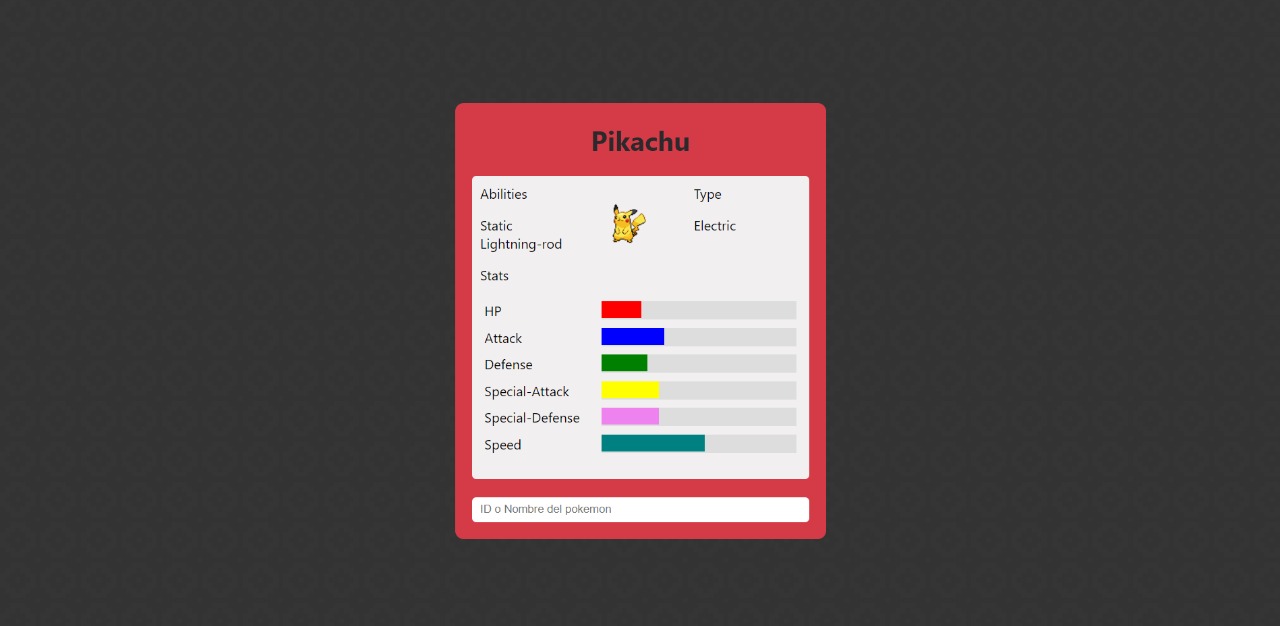 Pikachu
Abilities
Type
Static
Electric
Lightning-rod
Stats
HP
Attack
Defense
Special-Attack
Special-Defense
Speed
ID o Nombre del pokemon